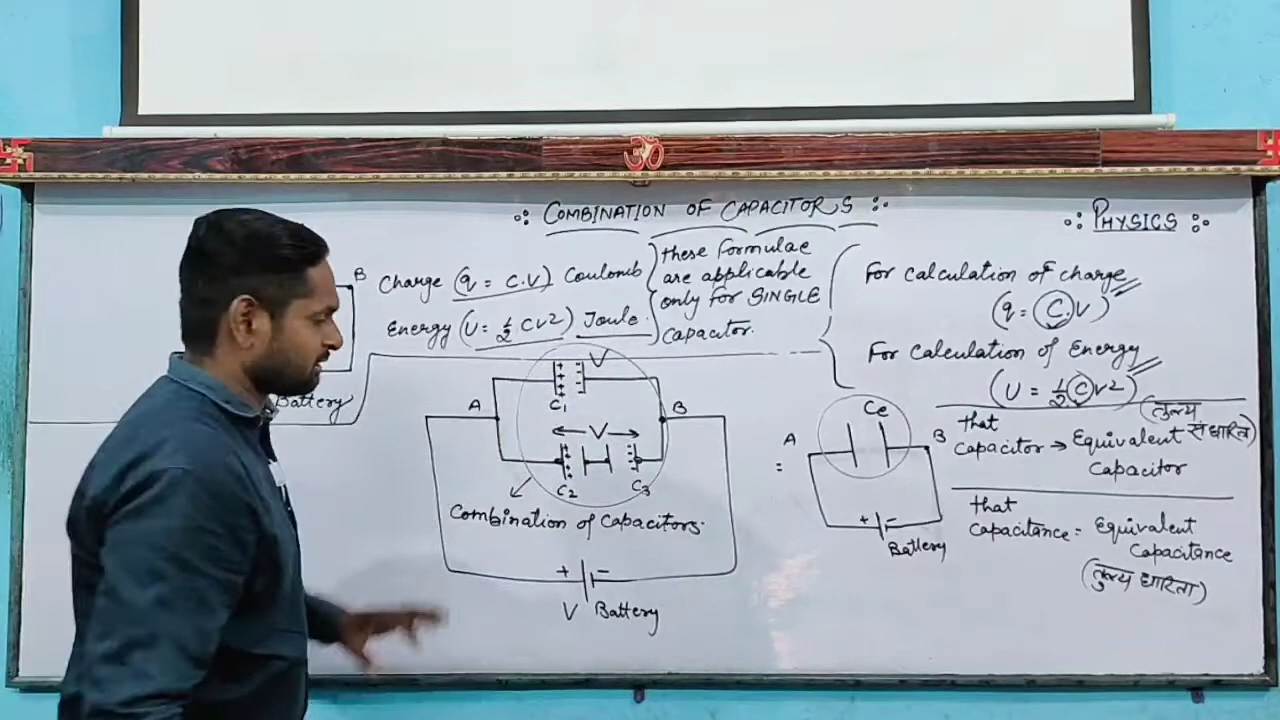 ॐ
COMBINATION OF CAPACITORS
PHYSICS
B
Battery
Charge (q = C.V) Coulomb
Energy (U = ½ CV²) Joule.
these formulae
are applicable
only for SINGLE
capacitor.
For calculation of charge
(q = C.V)
For calculation of Energy
(U = ½ C V²)
V
+ + + - - -
C₁
A
B
V
C₂
C₃
Combination of Capacitors.
+ -
V Battery
=
A
Ce
B
+ -
Battery
that
capacitor → Equivalent
Capacitor
(तुल्य
संधारित्र)
that
capacitance = Equivalent
Capacitance
(तुल्य धारिता)